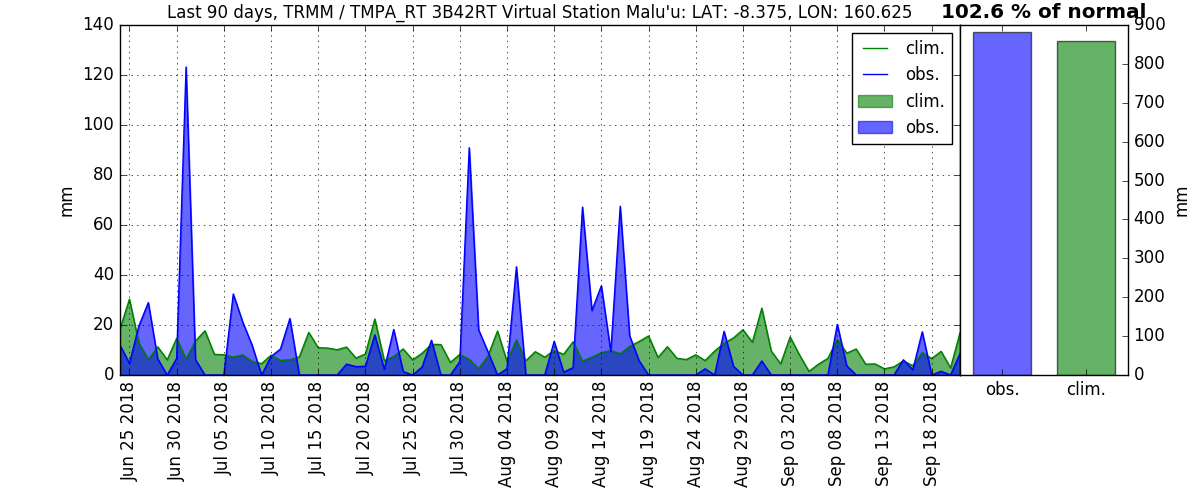 Last 90 days, TRMM / TMPA_RT 3B42RT Virtual Station Malu'u: LAT: -8.375, LON: 160.625
102.6 % of normal
140
120
100
80
60
40
20
0
mm
clim.
obs.
clim.
obs.
900
800
700
600
500
400
300
200
100
0
mm
Jun 25 2018
Jun 30 2018
Jul 05 2018
Jul 10 2018
Jul 15 2018
Jul 20 2018
Jul 25 2018
Jul 30 2018
Aug 04 2018
Aug 09 2018
Aug 14 2018
Aug 19 2018
Aug 24 2018
Aug 29 2018
Sep 03 2018
Sep 08 2018
Sep 13 2018
Sep 18 2018
obs.
clim.